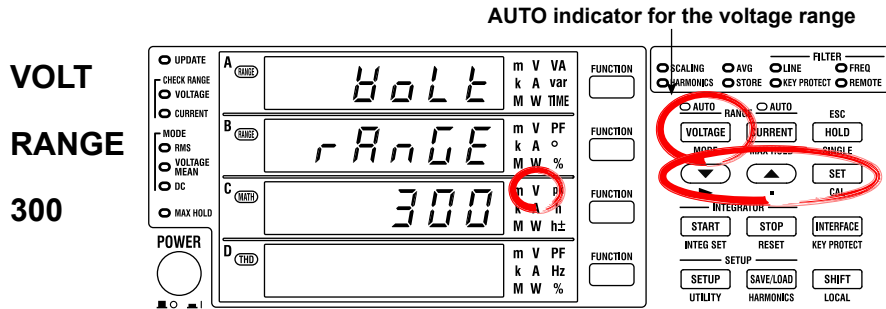 AUTO indicator for the voltage range
VOLT
RANGE
300
UPDATE
CHECK RANGE
VOLTAGE
CURRENT
MODE
RMS
VOLTAGE
MEAN
DC
MAX HOLD
POWER
A RANGE
VoLt
m V VA
k A var
M W TIME
FUNCTION
B RANGE
rAnGE
m V PF
k A °
M W %
FUNCTION
C MATH
300
m V
k A h
M W h±
FUNCTION
D THD
m V PF
k A Hz
M W %
FUNCTION
FILTER
SCALING AVG LINE FREQ
HARMONICS STORE KEY PROTECT REMOTE
AUTO RANGE AUTO ESC
VOLTAGE CURRENT HOLD
MODE MAX HOLD SINGLE
SET
CAL
INTEGRATOR
START STOP INTERFACE
INTEG SET RESET KEY PROTECT
SETUP
SETUP SAVE/LOAD SHIFT
UTILITY HARMONICS LOCAL